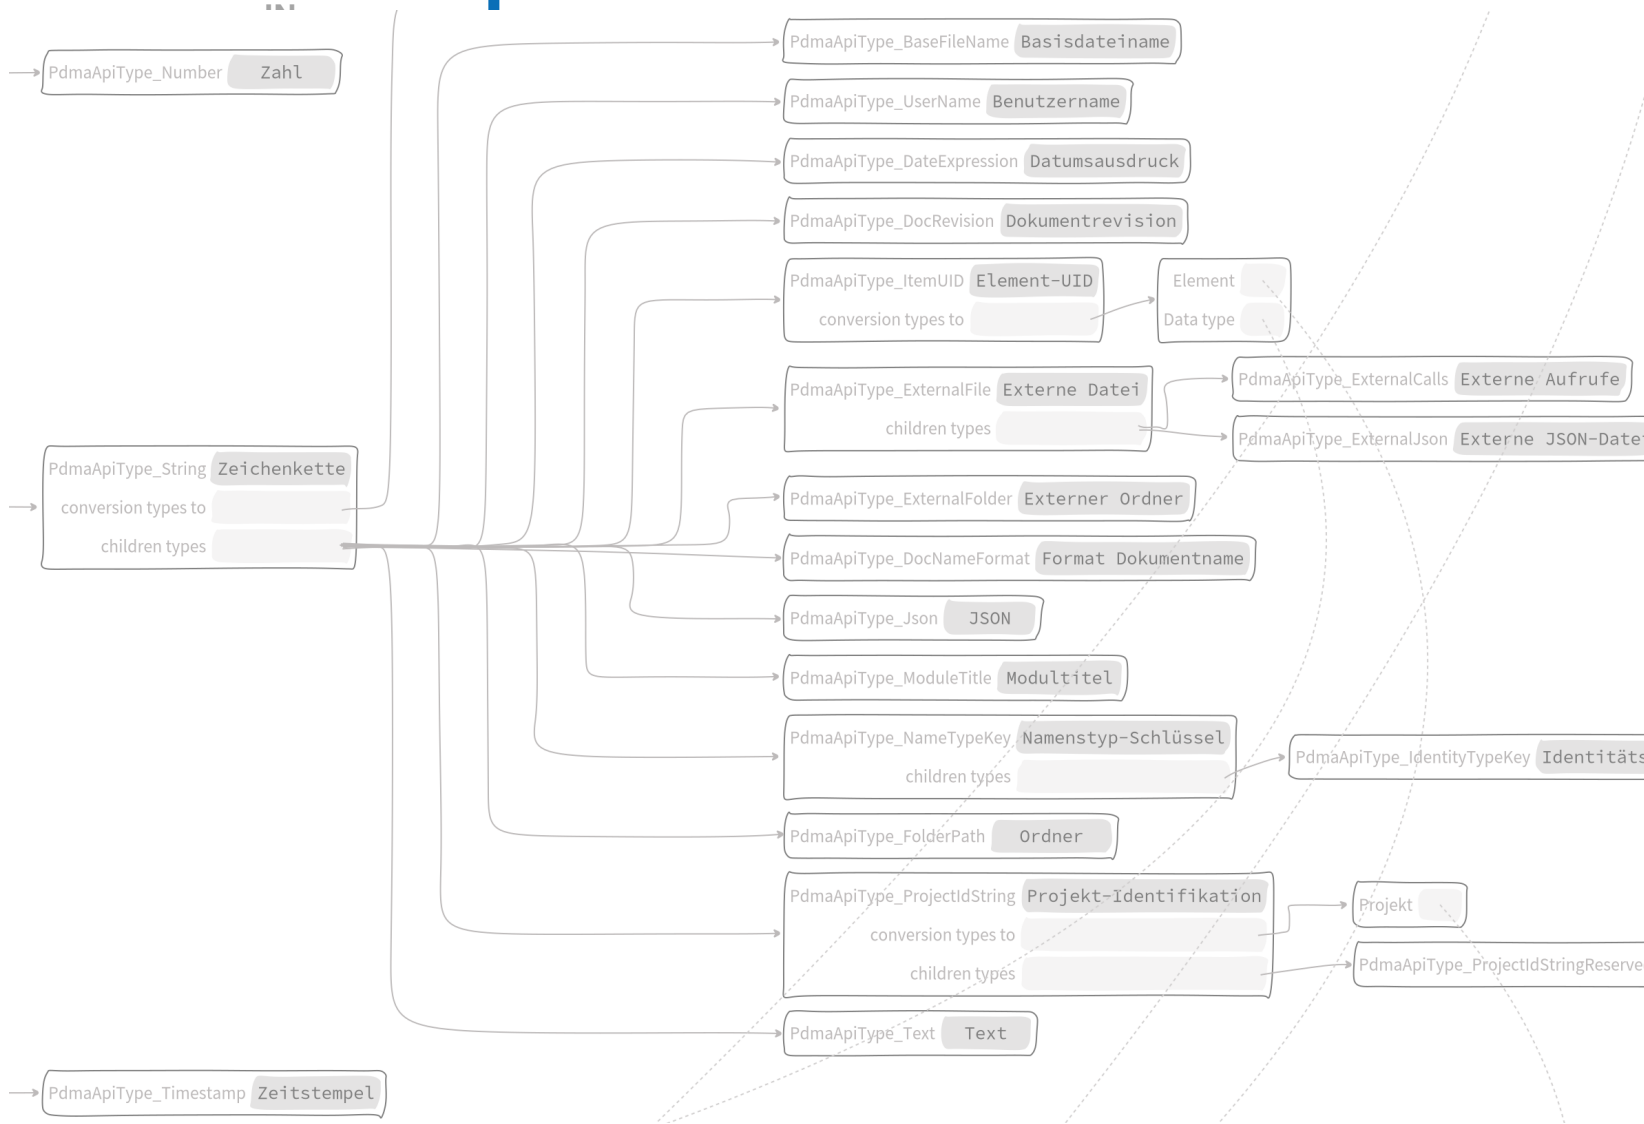 PdmaApiType_Number Zahl
PdmaApiType_String Zeichenkette
conversion types to
children types
PdmaApiType_Timestamp Zeitstempel
PdmaApiType_BaseFileName Basisdateiname
PdmaApiType_UserName Benutzername
PdmaApiType_DateExpression Datumsausdruck
PdmaApiType_DocRevision Dokumentrevision
PdmaApiType_ItemUID Element-UID
conversion types to
Element
Data type
PdmaApiType_ExternalFile Externe Datei
children types
PdmaApiType_ExternalCalls Externe Aufrufe
PdmaApiType_ExternalJson Externe JSON-Datei
PdmaApiType_ExternalFolder Externer Ordner
PdmaApiType_DocNameFormat Format Dokumentname
PdmaApiType_Json JSON
PdmaApiType_ModuleTitle Modultitel
PdmaApiType_NameTypeKey Namenstyp-Schlüssel
children types
PdmaApiType_IdentityTypeKey Identitäts
PdmaApiType_FolderPath Ordner
PdmaApiType_ProjectIdString Projekt-Identifikation
conversion types to
children types
Projekt
PdmaApiType_ProjectIdStringReserve
PdmaApiType_Text Text